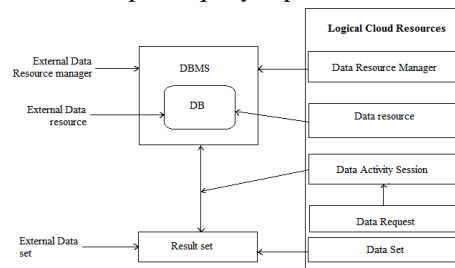 Logical Cloud Resources
External Data
Resource manager
DBMS
Data Resource Manager
External Data
resource
DB
Data resource
Data Activity Session
Data Request
External Data
set
Result set
Data Set